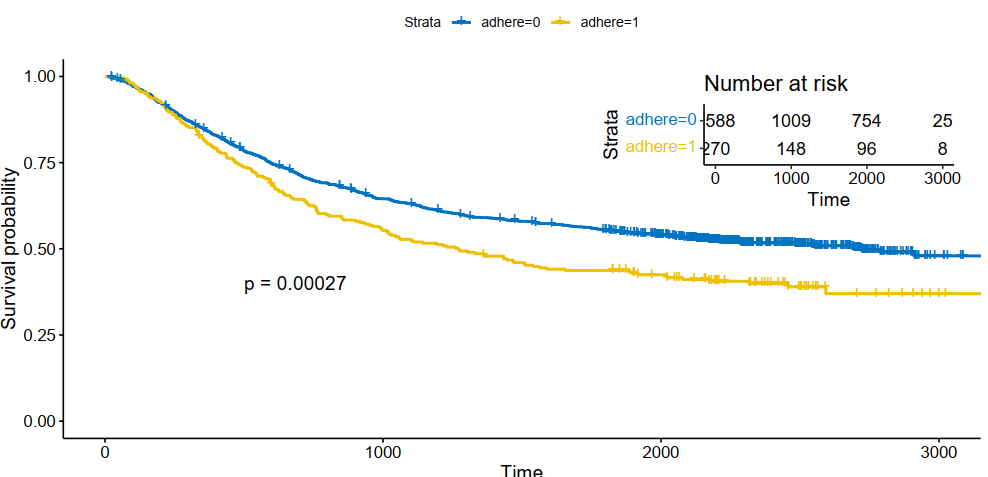 Strata adhere=0 adhere=1
Number at risk
Strata
adhere=0 588 1009 754 25
adhere=1 270 148 96 8
0 1000 2000 3000
Time
Survival probability
1.00
0.75
0.50
p = 0.00027
0.25
0.00
0 1000 2000 3000
Time